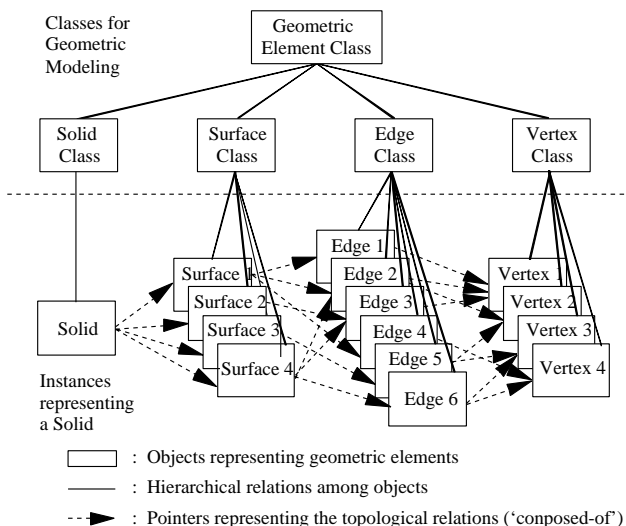 Classes for
Geometric
Modeling
Geometric
Element Class
Solid
Class
Surface
Class
Edge
Class
Vertex
Class
Edge 1
Surface 1
Edge 2
Vertex 1
Surface 2
Edge 3
Vertex 2
Solid
Surface 3
Edge 4
Vertex 3
Surface 4
Edge 5
Vertex 4
Edge 6
Instances
representing
a Solid
: Objects representing geometric elements
: Hierarchical relations among objects
: Pointers representing the topological relations (‘conposed-of’)